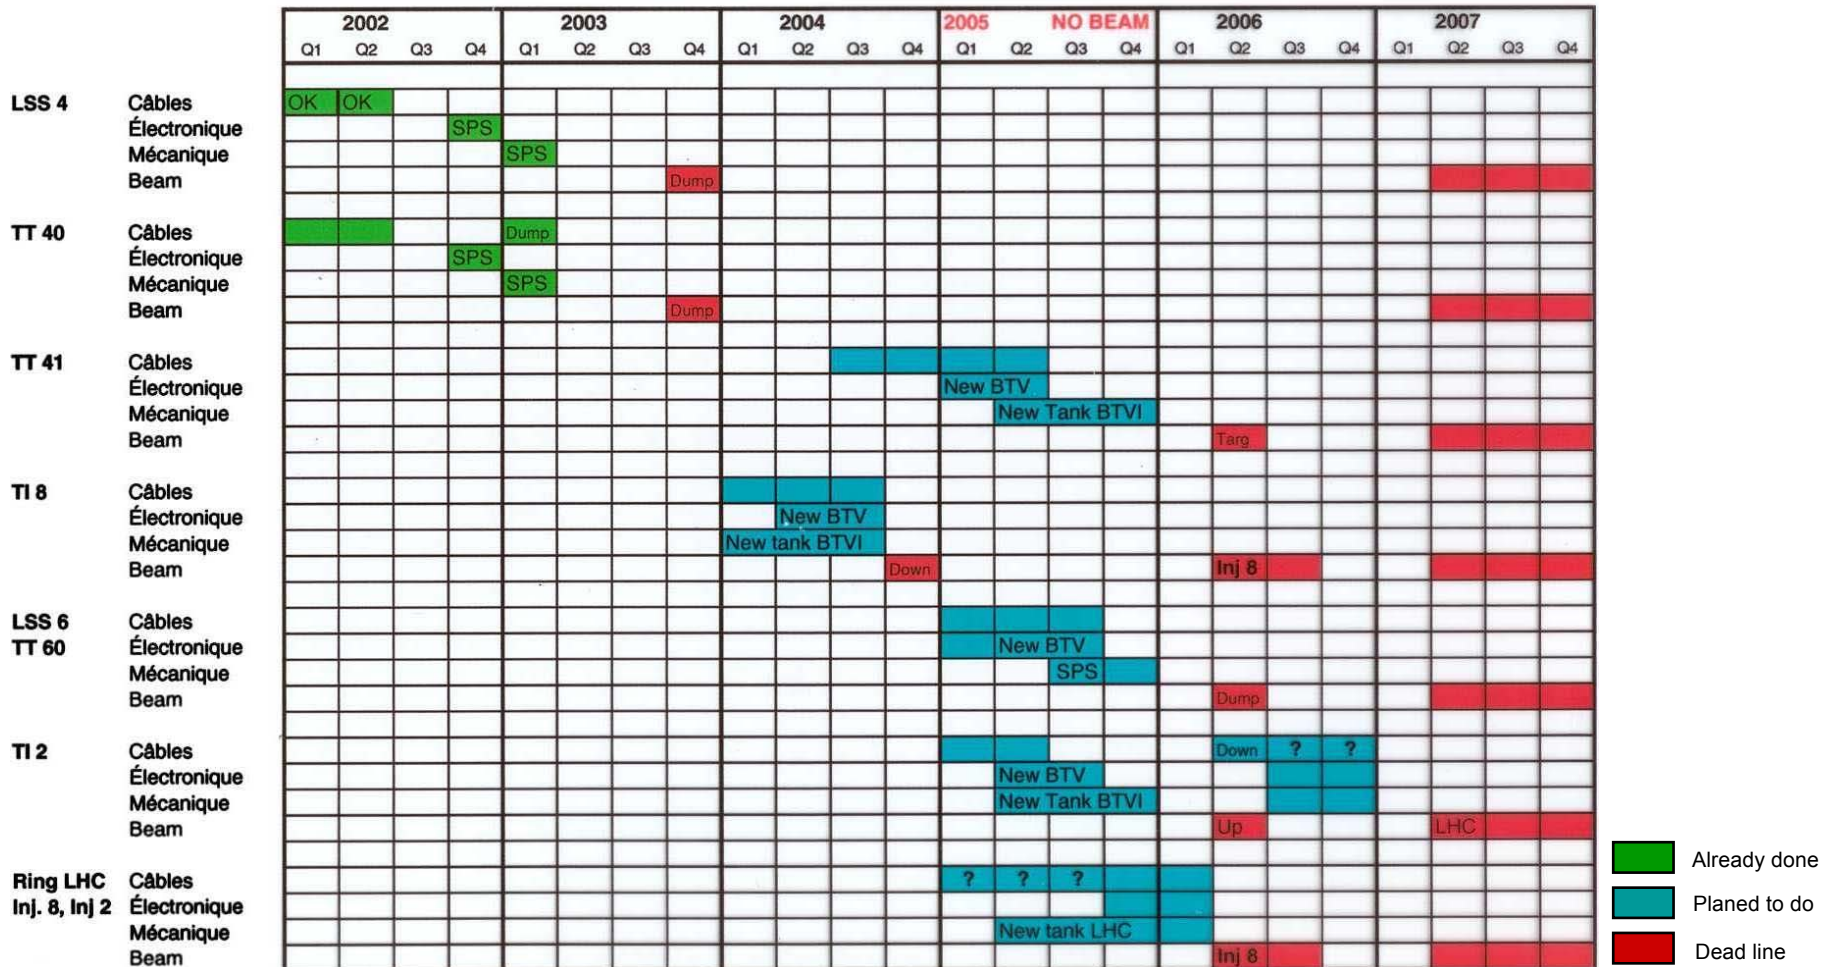 2002 2003 2004 2005 NO BEAM 2006 2007
Q1 Q2 Q3 Q4 Q1 Q2 Q3 Q4 Q1 Q2 Q3 Q4 Q1 Q2 Q3 Q4 Q1 Q2 Q3 Q4 Q1 Q2 Q3 Q4
LSS 4 Câbles OK OK
Électronique SPS
Mécanique SPS
Beam Dump
TT 40 Câbles Dump
Électronique SPS
Mécanique SPS
Beam Dump
TT 41 Câbles
Électronique New BTV
Mécanique New Tank BTVI
Beam Targ
TI 8 Câbles
Électronique New BTV
Mécanique New tank BTVI
Beam Down Inj 8
LSS 6 Câbles
TT 60 Électronique New BTV
Mécanique SPS
Beam Dump
TI 2 Câbles Down ? ?
Électronique New BTV
Mécanique New Tank BTVI
Beam Up LHC
Ring LHC Câbles ? ? ?
Inj. 8, Inj 2 Électronique
Mécanique New tank LHC
Beam Inj 8
Already done
Planed to do
Dead line